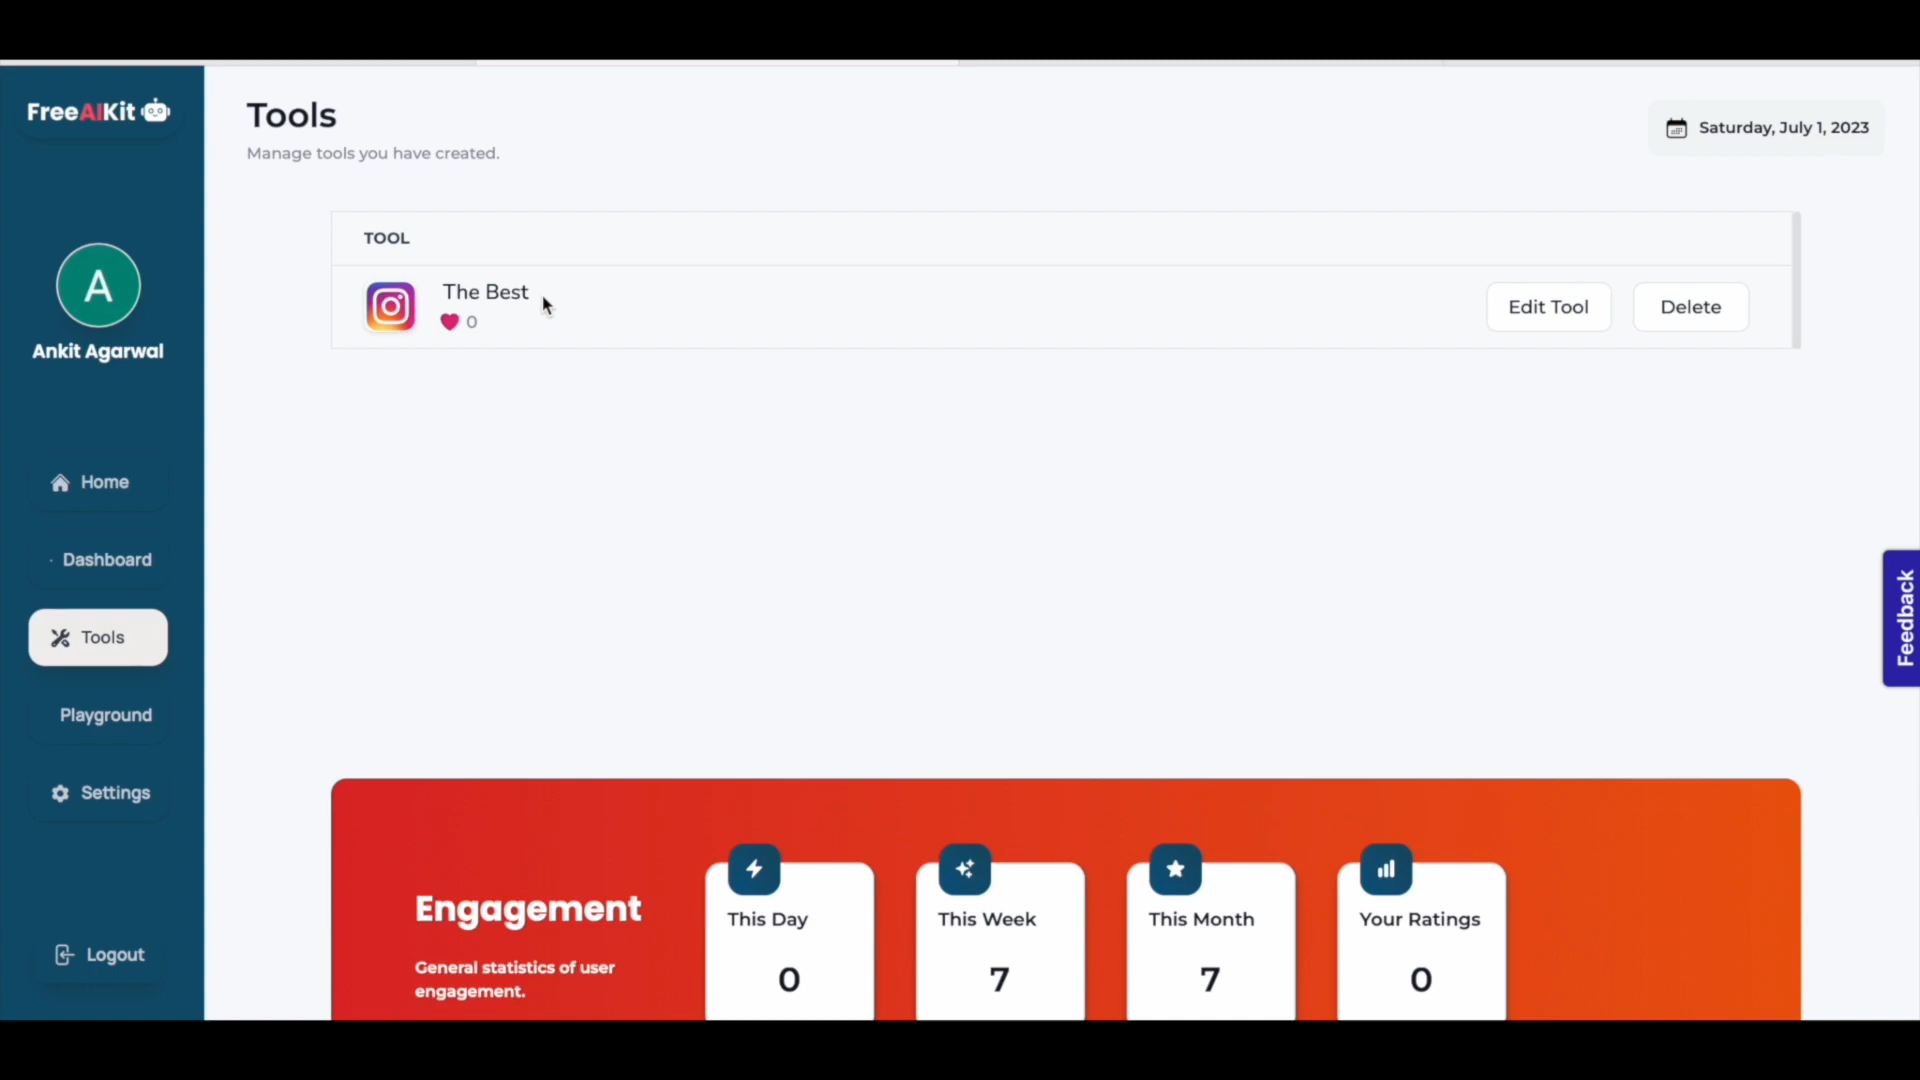 FreeAIKit
Ankit Agarwal
Home
Dashboard
Tools
Playground
Settings
Logout
Tools
Manage tools you have created.
Saturday, July 1, 2023
TOOL
The Best
0
Edit Tool
Delete
Feedback
Engagement
General statistics of user
engagement.
This Day
0
This Week
7
This Month
7
Your Ratings
0